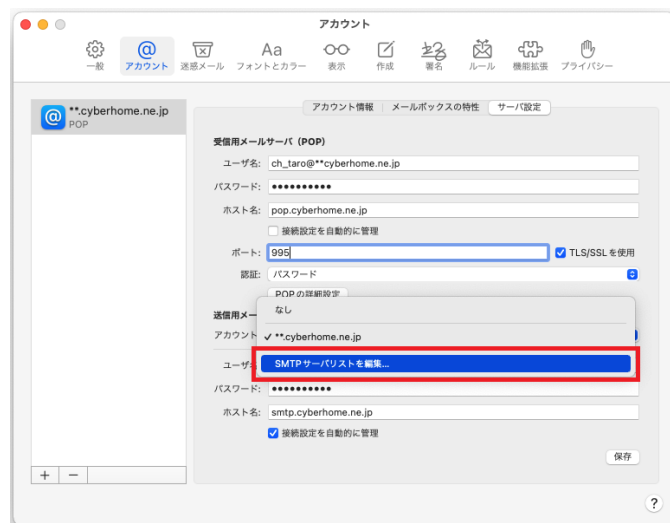 アカウント
一般
アカウント
迷惑メール
Aa
フォントとカラー
表示
作成
署名
ルール
機能拡張
プライバシー
**.cyberhome.ne.jp
POP
アカウント情報
メールボックスの特性
サーバ設定
受信用メールサーバ（POP）
ユーザ名: ch_taro@**cyberhome.ne.jp
パスワード: ●●●●●●●●●●
ホスト名: pop.cyberhome.ne.jp
接続設定を自動的に管理
ポート: 995 TLS/SSL を使用
認証: パスワード
POP の詳細設定
なし
送信用メー
アカウント ✓ **.cyberhome.ne.jp
ユーザ SMTP サーバリストを編集...
パスワード: ●●●●●●●●●●
ホスト名: smtp.cyberhome.ne.jp
接続設定を自動的に管理
保存
+ −
?